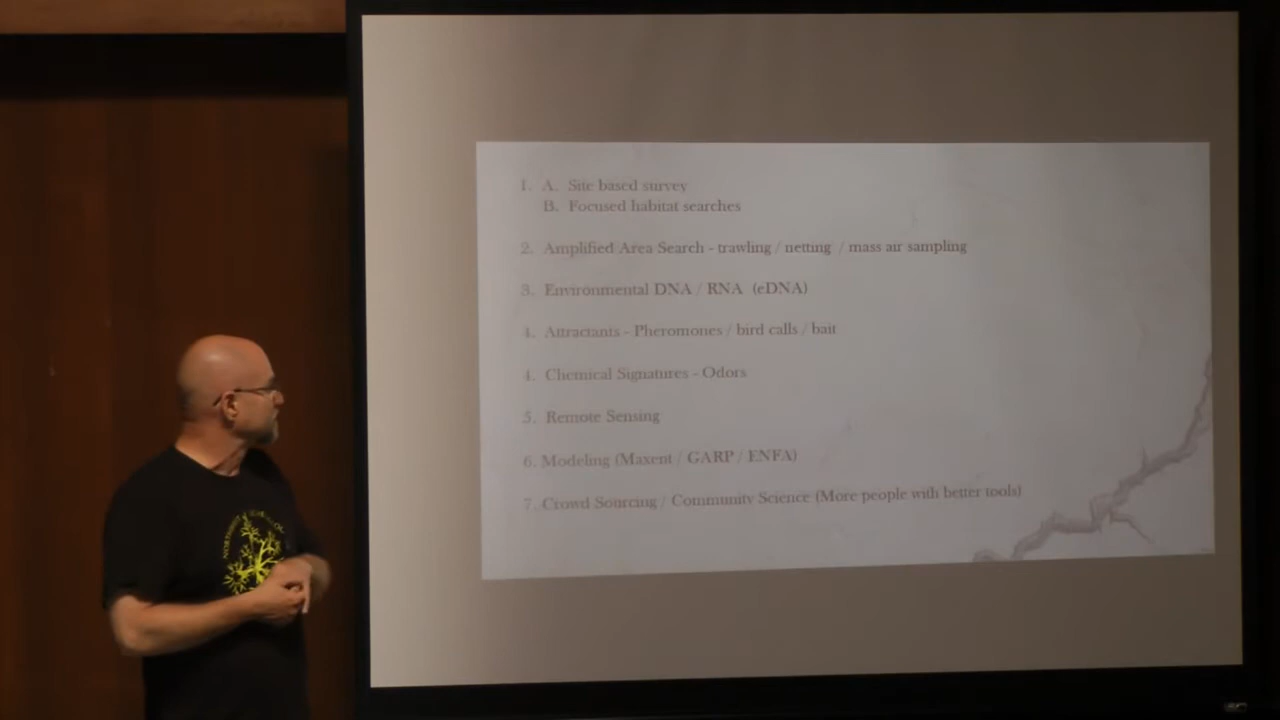 1. A. Site based survey
B. Focused habitat searches
2. Amplified Area Search - trawling / netting / mass air sampling
3. Environmental DNA / RNA (eDNA)
4. Attractants - Pheromones / bird calls / bait
4. Chemical Signatures - Odors
5. Remote Sensing
6. Modeling (Maxent / GARP / ENFA)
7. Crowd Sourcing / Community Science (More people with better tools)